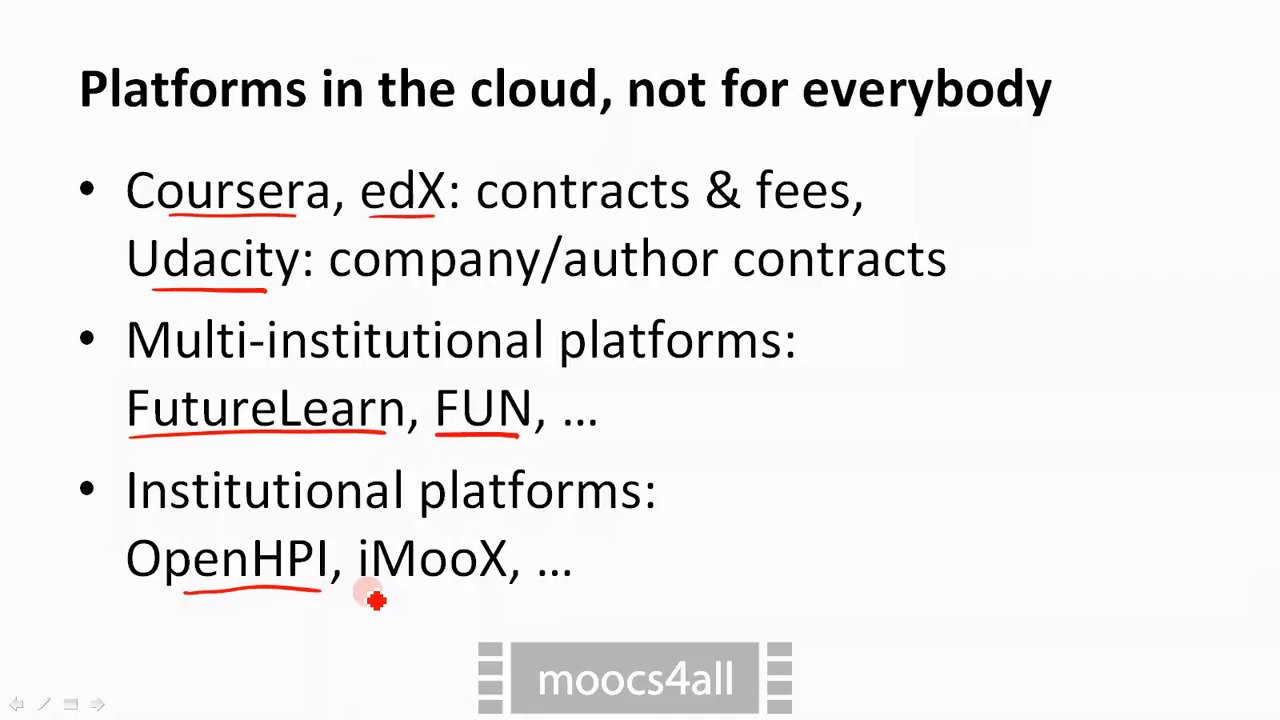 Platforms in the cloud, not for everybody
• Coursera, edX: contracts & fees,
Udacity: company/author contracts
• Multi-institutional platforms:
FutureLearn, FUN, …
• Institutional platforms:
OpenHPI, iMooX, …
moocs4all